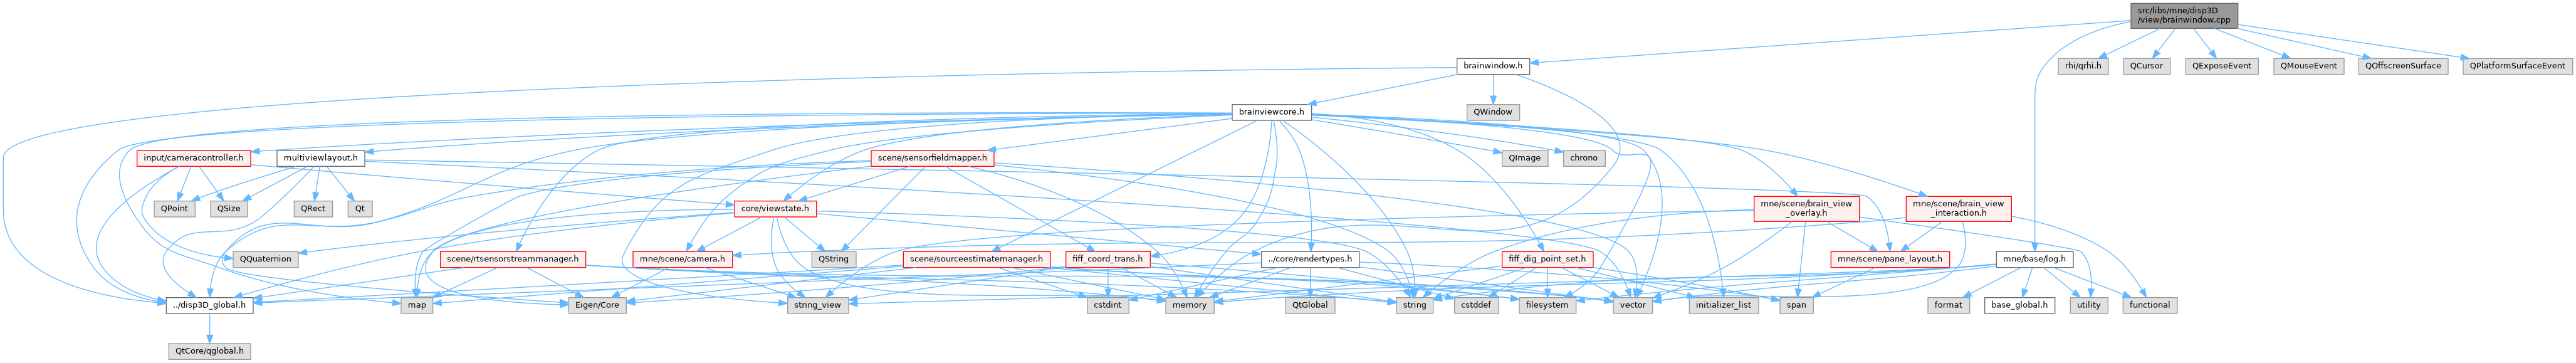 src/libs/mne/disp3D
/view/brainwindow.cpp
brainwindow.h
rhi/qrhi.h
QCursor
QExposeEvent
QMouseEvent
QOffscreenSurface
QPlatformSurfaceEvent
brainviewcore.h
QWindow
input/cameracontroller.h
multiviewlayout.h
scene/sensorfieldmapper.h
QImage
chrono
QPoint
QSize
QRect
Qt
core/viewstate.h
mne/scene/brain_view
_overlay.h
mne/scene/brain_view
_interaction.h
QQuaternion
scene/rtsensorstreammanager.h
mne/scene/camera.h
QString
scene/sourceestimatemanager.h
fiff_coord_trans.h
../core/rendertypes.h
fiff_dig_point_set.h
mne/scene/pane_layout.h
mne/base/log.h
../disp3D_global.h
map
Eigen/Core
string_view
cstdint
memory
QtGlobal
string
cstddef
filesystem
vector
initializer_list
span
format
base_global.h
utility
functional
QtCore/qglobal.h